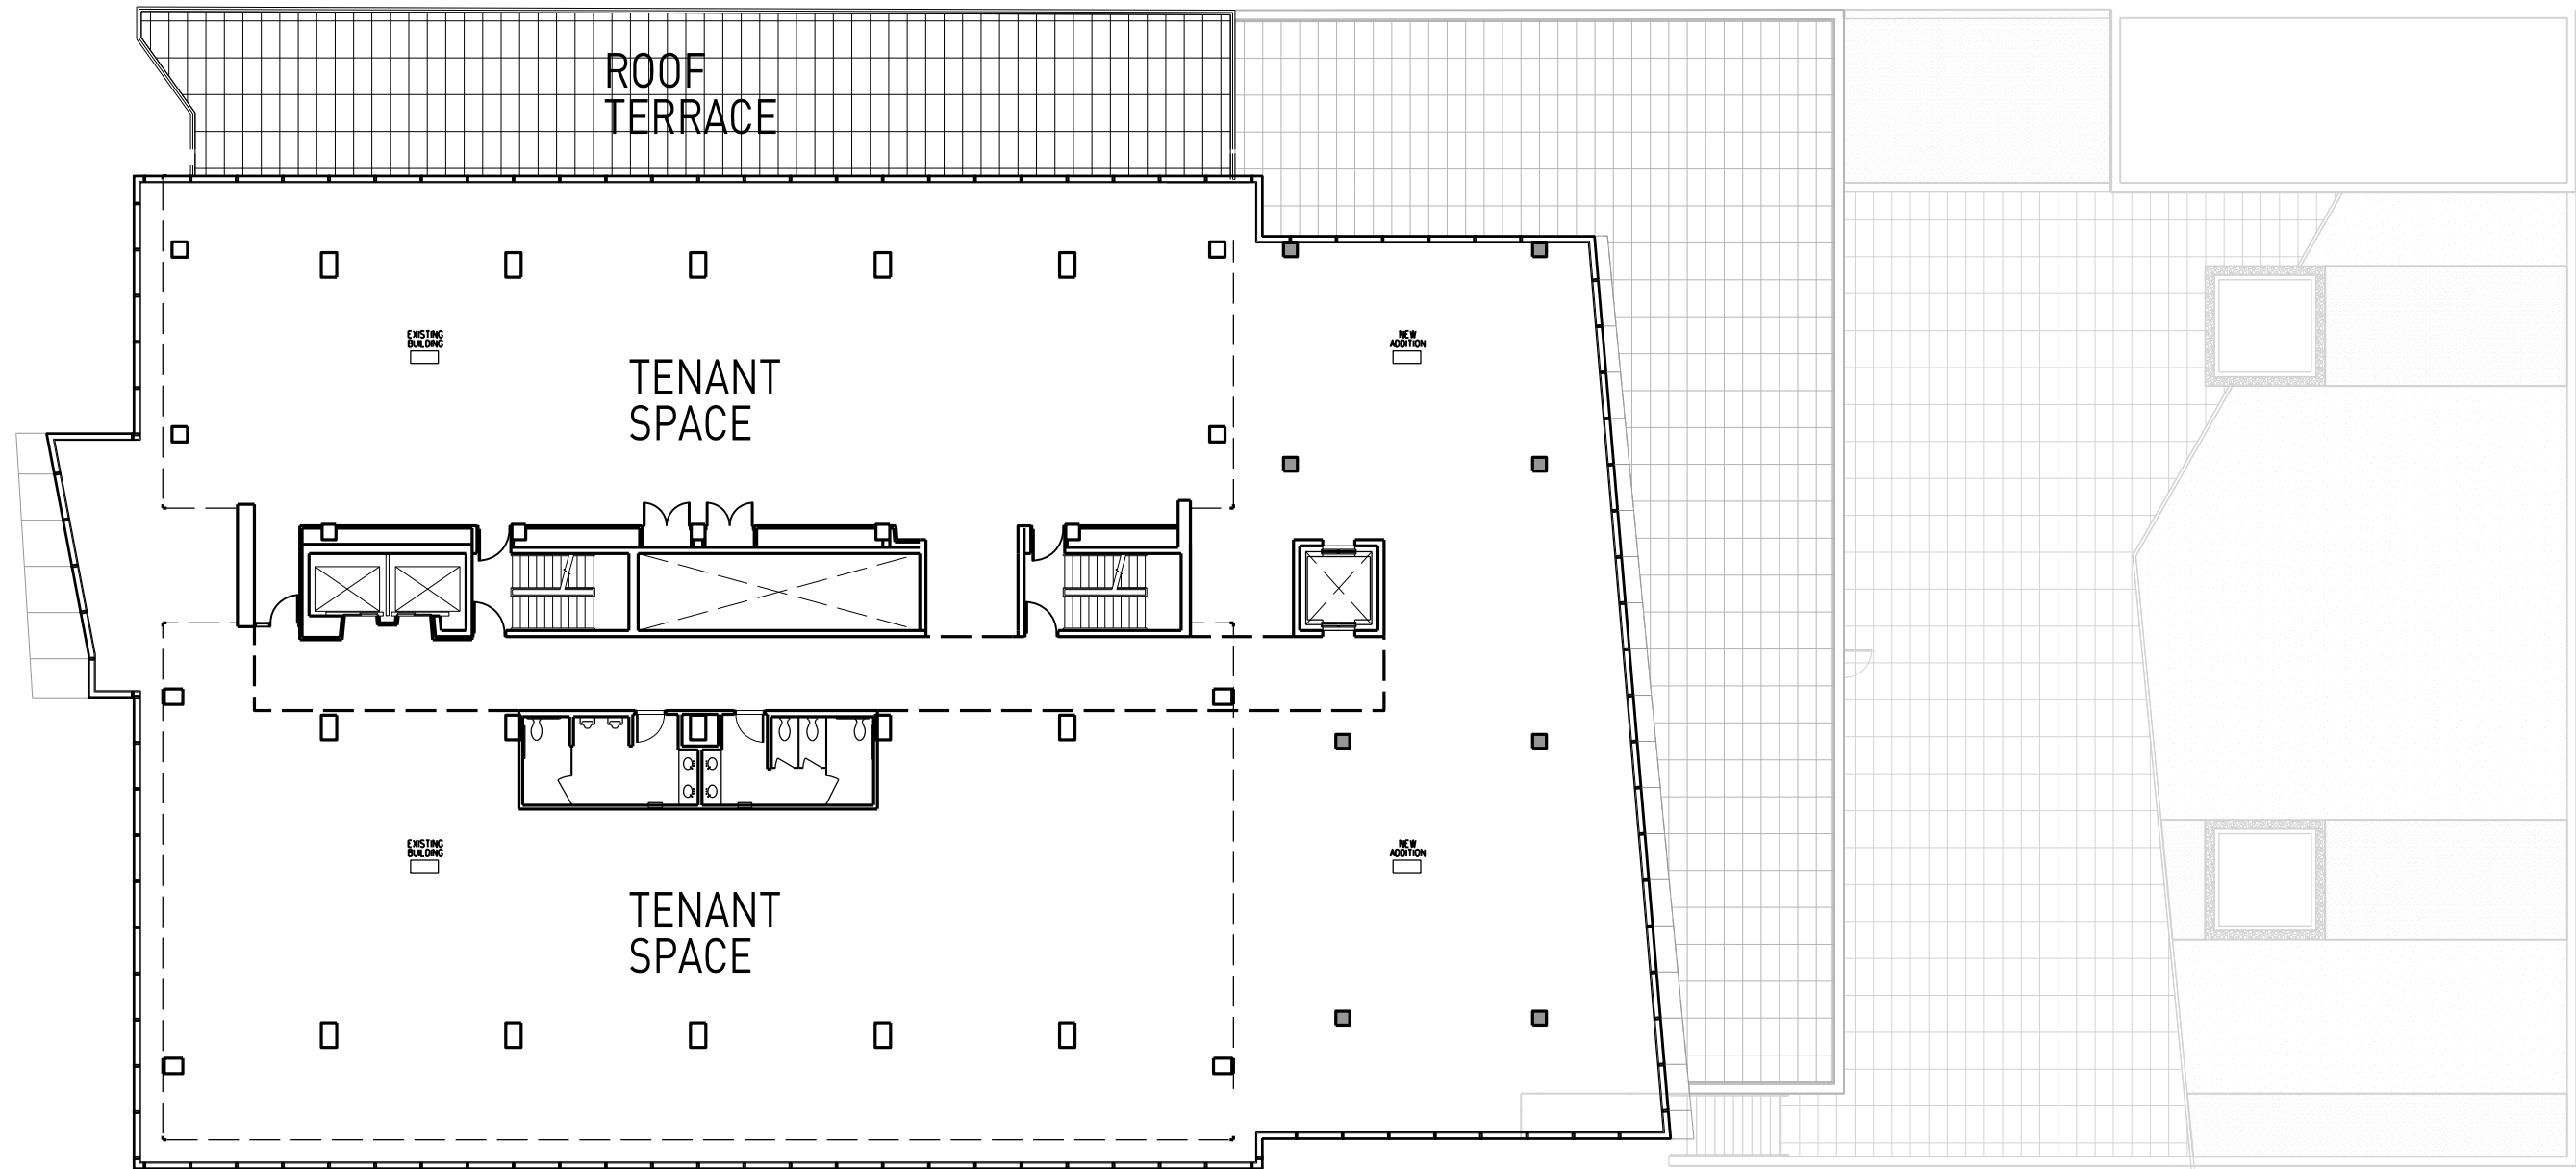 ROOF
TERRACE
EXISTING
BUILDING
NEW
ADDITION
TENANT
SPACE
EXISTING
BUILDING
NEW
ADDITION
TENANT
SPACE